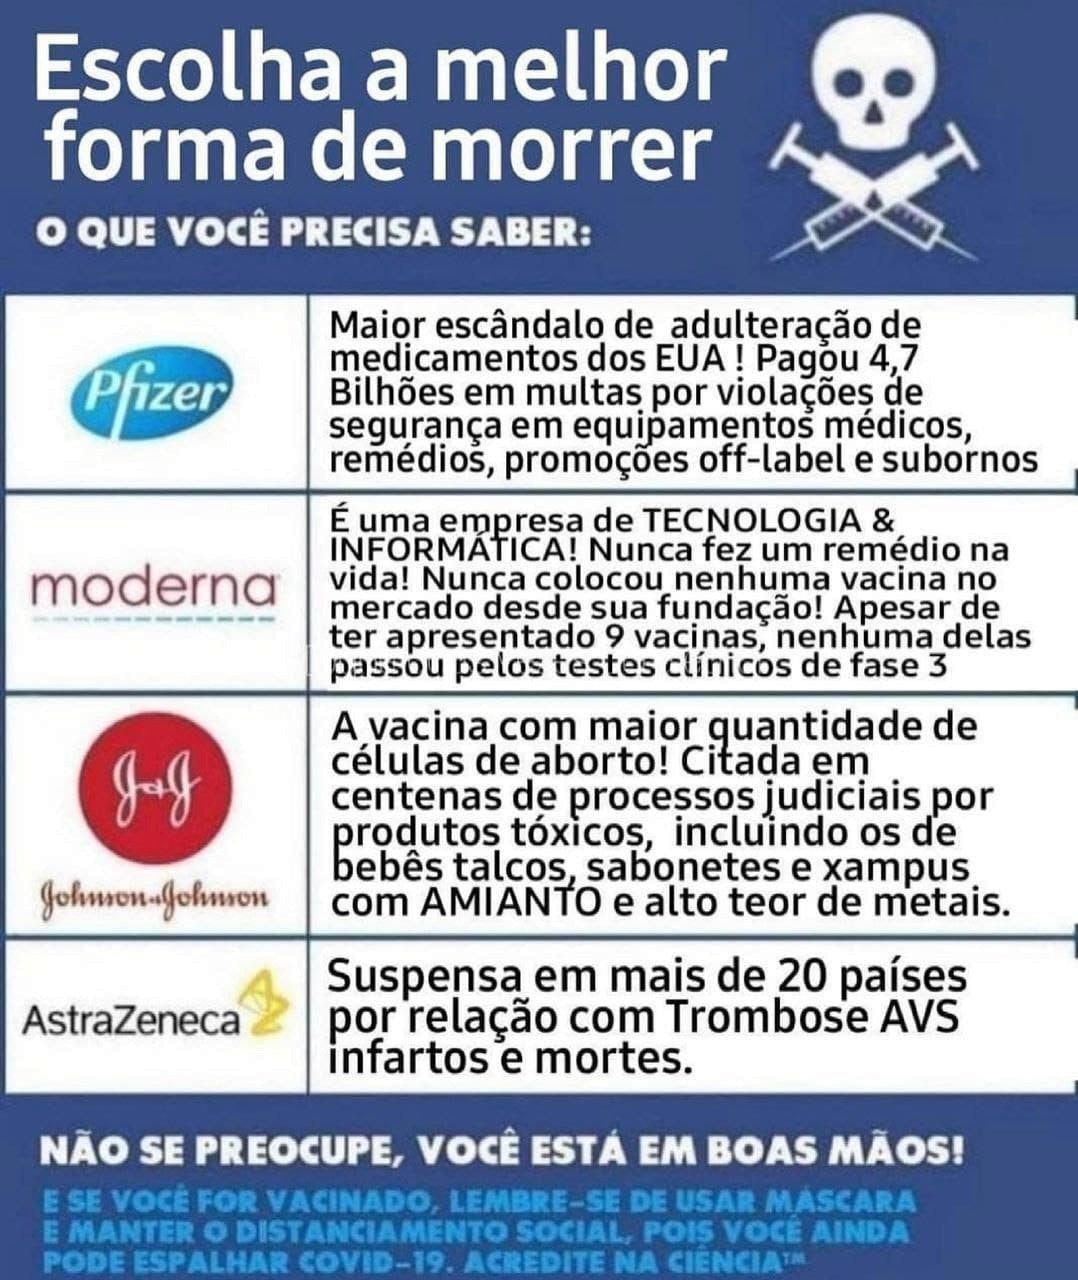 Escolha a melhor
forma de morrer
O QUE VOCÊ PRECISA SABER:
Pfizer
Maior escândalo de adulteração de
medicamentos dos EUA ! Pagou 4,7
Bilhões em multas por violações de
segurança em equipamentos médicos,
remédios, promoções off-label e subornos
moderna
É uma empresa de TECNOLOGIA &
INFORMÁTICA! Nunca fez um remédio na
vida! Nunca colocou nenhuma vacina no
mercado desde sua fundação! Apesar de
ter apresentado 9 vacinas, nenhuma delas
passou pelos testes clínicos de fase 3
J&J
Johnson&Johnson
A vacina com maior quantidade de
células de aborto! Citada em
centenas de processos judiciais por
produtos tóxicos, incluindo os de
bebês talcos, sabonetes e xampus
com AMIANTO e alto teor de metais.
AstraZeneca
Suspensa em mais de 20 países
por relação com Trombose AVS
infartos e mortes.
NÃO SE PREOCUPE, VOCÊ ESTÁ EM BOAS MÃOS!
E SE VOCÊ FOR VACINADO, LEMBRE-SE DE USAR MÁSCARA
E MANTER O DISTANCIAMENTO SOCIAL, POIS VOCÊ AINDA
PODE ESPALHAR COVID-19. ACREDITE NA CIÊNCIA™